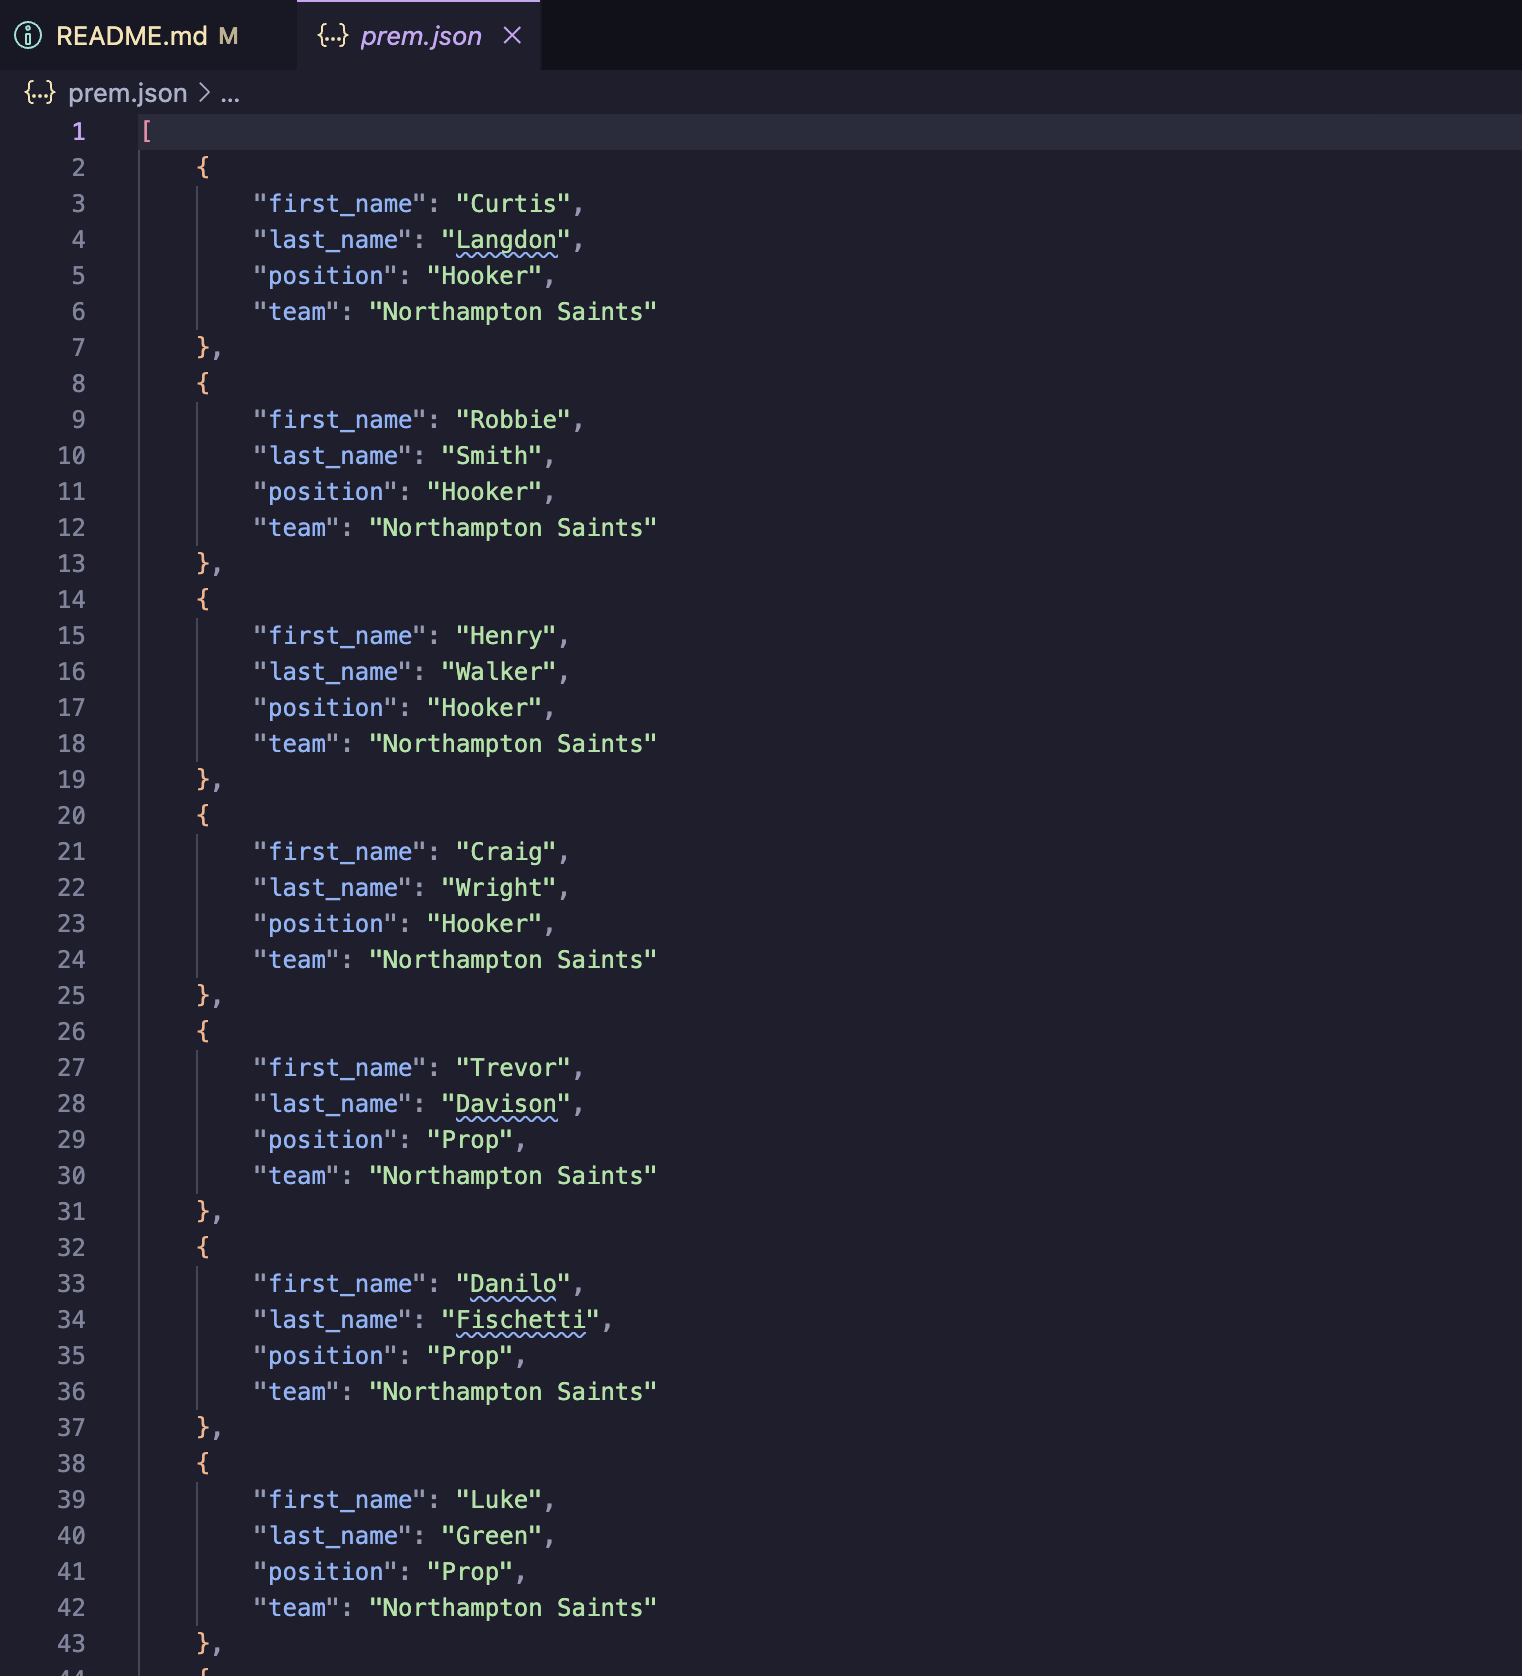 README.md M
{...} prem.json ×
{...} prem.json > ...
1 [
2 {
3 "first_name": "Curtis",
4 "last_name": "Langdon",
5 "position": "Hooker",
6 "team": "Northampton Saints"
7 },
8 {
9 "first_name": "Robbie",
10 "last_name": "Smith",
11 "position": "Hooker",
12 "team": "Northampton Saints"
13 },
14 {
15 "first_name": "Henry",
16 "last_name": "Walker",
17 "position": "Hooker",
18 "team": "Northampton Saints"
19 },
20 {
21 "first_name": "Craig",
22 "last_name": "Wright",
23 "position": "Hooker",
24 "team": "Northampton Saints"
25 },
26 {
27 "first_name": "Trevor",
28 "last_name": "Davison",
29 "position": "Prop",
30 "team": "Northampton Saints"
31 },
32 {
33 "first_name": "Danilo",
34 "last_name": "Fischetti",
35 "position": "Prop",
36 "team": "Northampton Saints"
37 },
38 {
39 "first_name": "Luke",
40 "last_name": "Green",
41 "position": "Prop",
42 "team": "Northampton Saints"
43 },
44 {